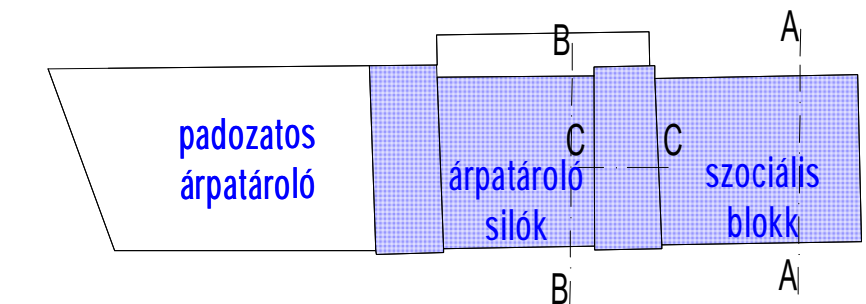 A
B
padozatos
árpatároló
C
C
árpatároló
silók
szociális
blokk
A
B